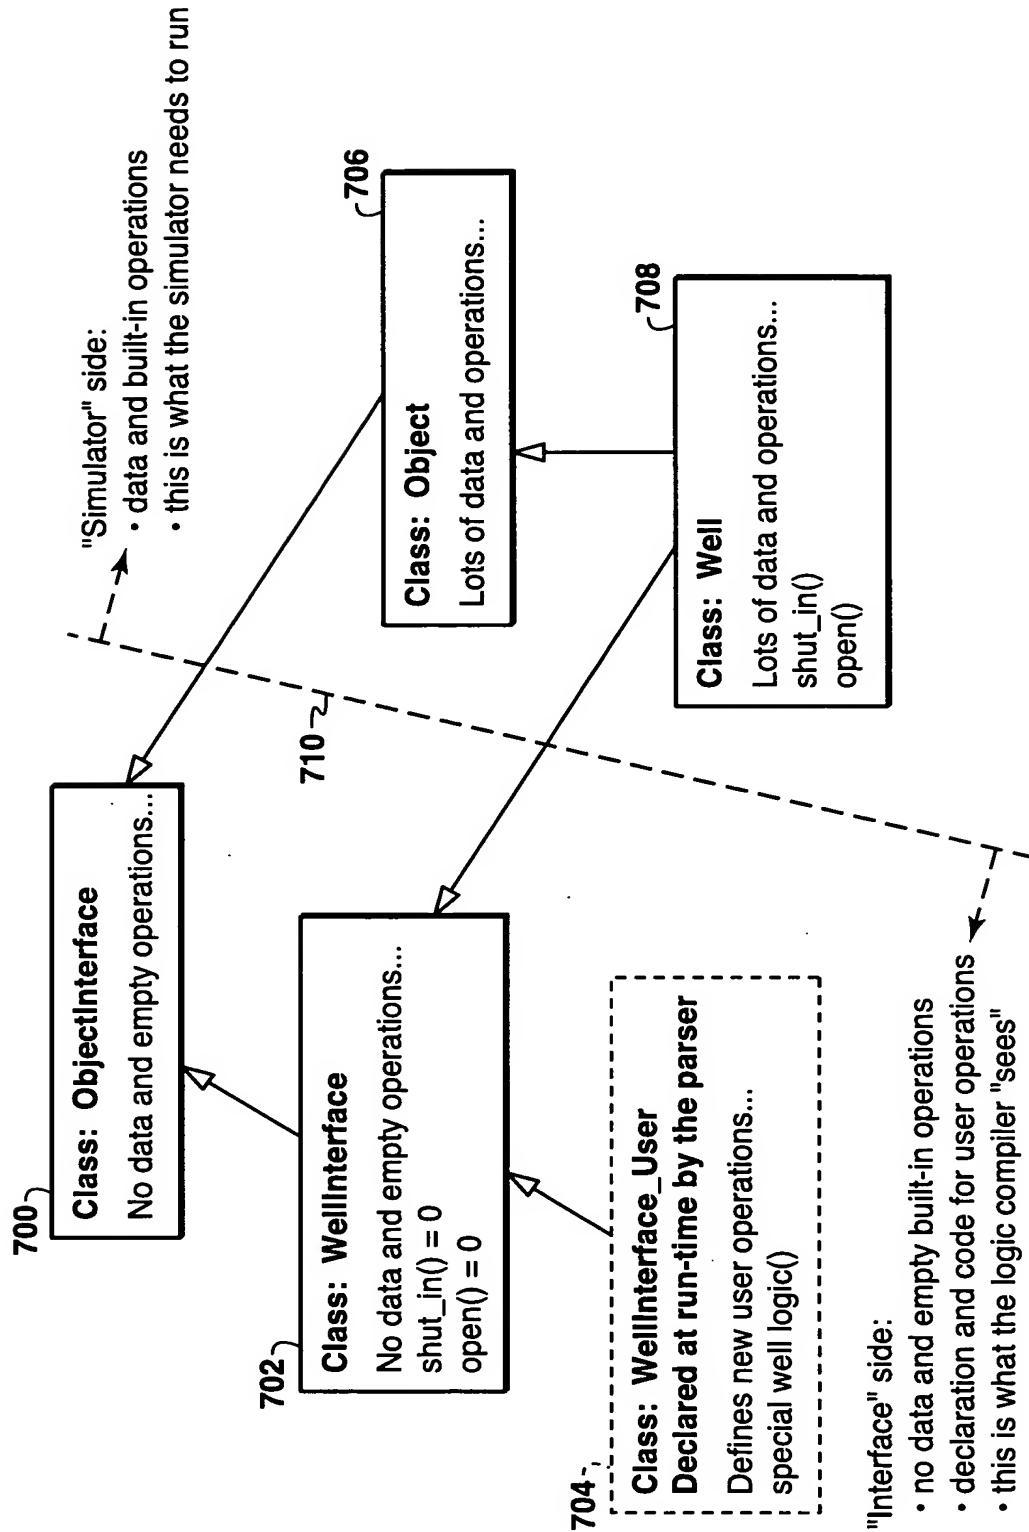 700
Class: ObjectInterface
No data and empty operations...
"Simulator" side:
• data and built-in operations
• this is what the simulator needs to run
702
Class: WellInterface
No data and empty operations...
shut_in() = 0
open() = 0
710
706
Class: Object
Lots of data and operations...
704
Class: WellInterface_User
Declared at run-time by the parser
Defines new user operations...
special well logic()
708
Class: Well
Lots of data and operations...
shut_in()
open()
"Interface" side:
• no data and empty built-in operations
• declaration and code for user operations
• this is what the logic compiler "sees"